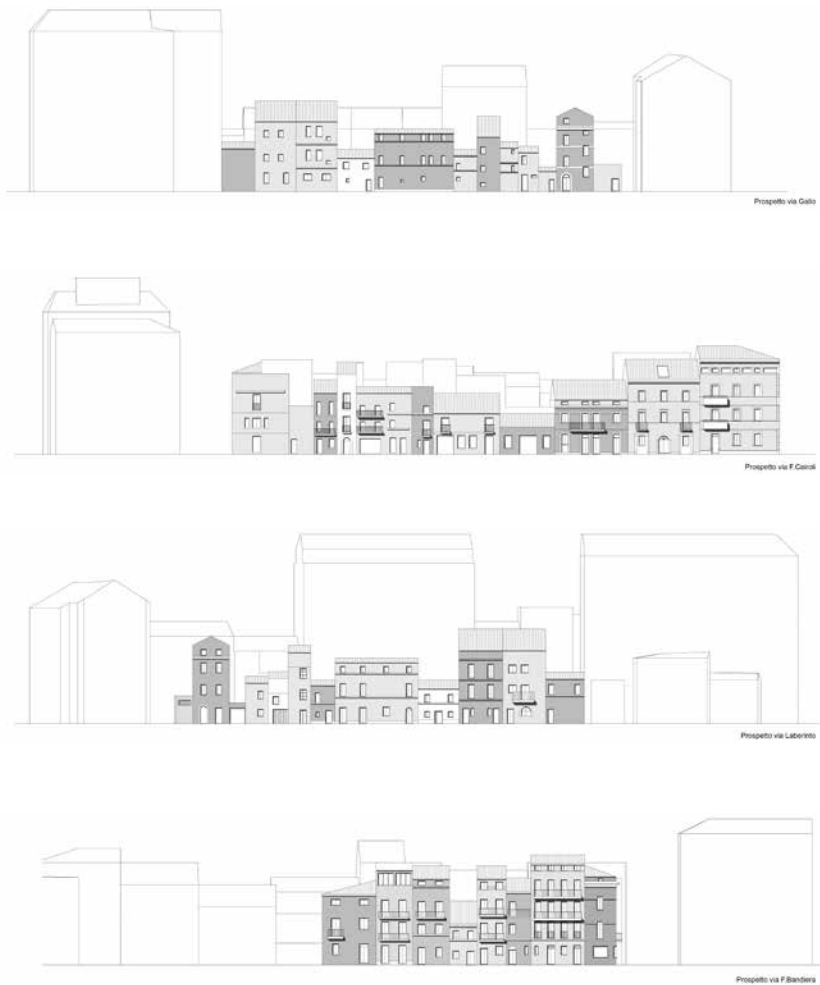 Prospetto via Gallo
Prospetto via F.Cairoli
Prospetto via Laberinto
Prospetto via F.Bandiera